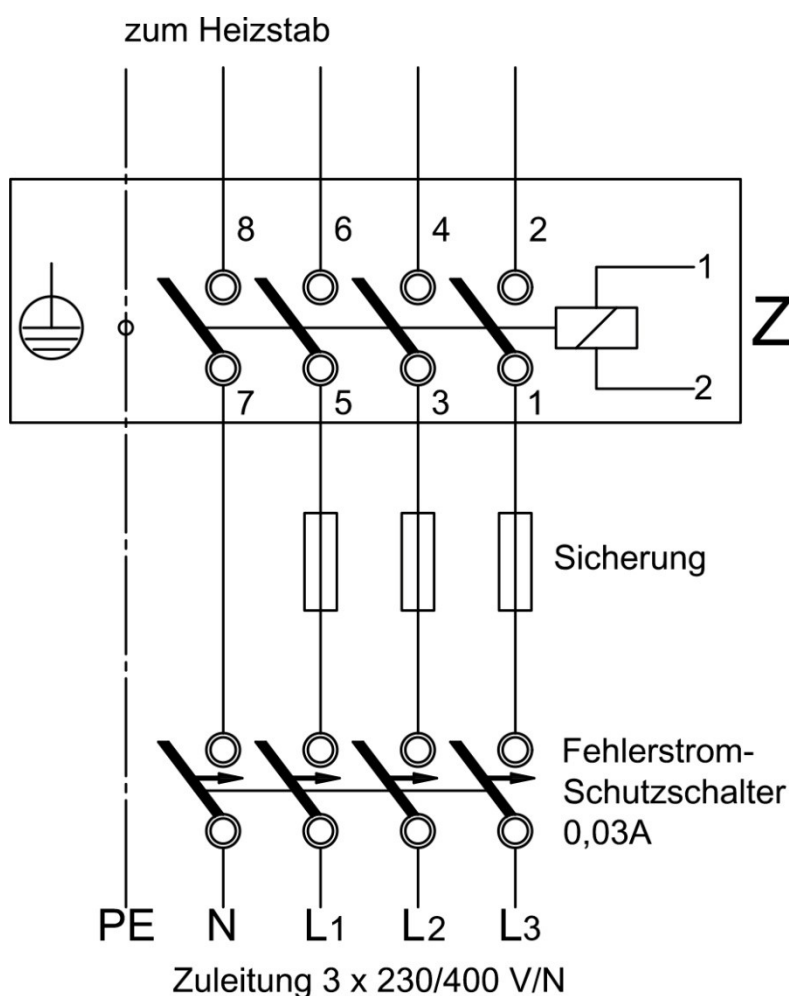 zum Heizstab
8 6 4 2
1
Z
2
7 5 3 1
Sicherung
Fehlerstrom-
Schutzschalter
0,03A
PE N L1 L2 L3
Zuleitung 3 x 230/400 V/N